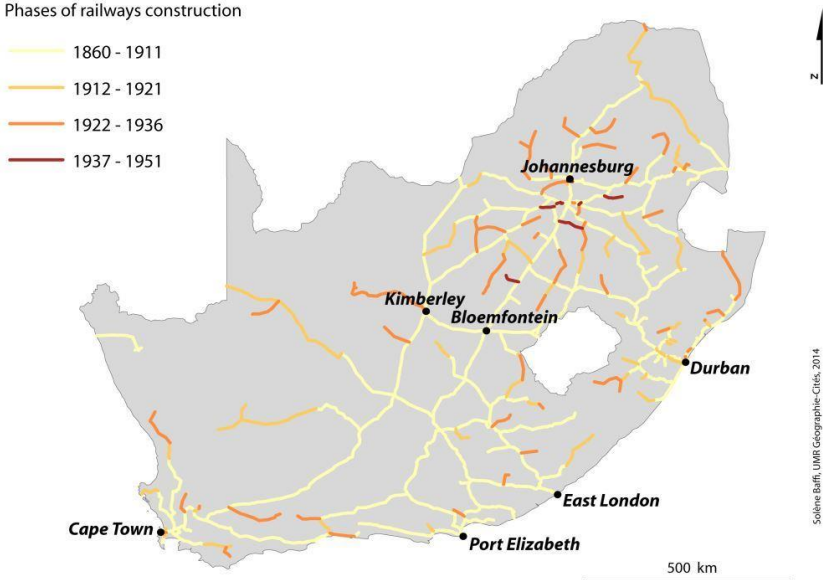 Phases of railways construction
1860 - 1911
1912 - 1921
1922 - 1936
1937 - 1951
N
Johannesburg
Kimberley
Bloemfontein
Durban
East London
Cape Town
Port Elizabeth
500 km
Solène Baffi, UMR Géographie-Cités, 2014